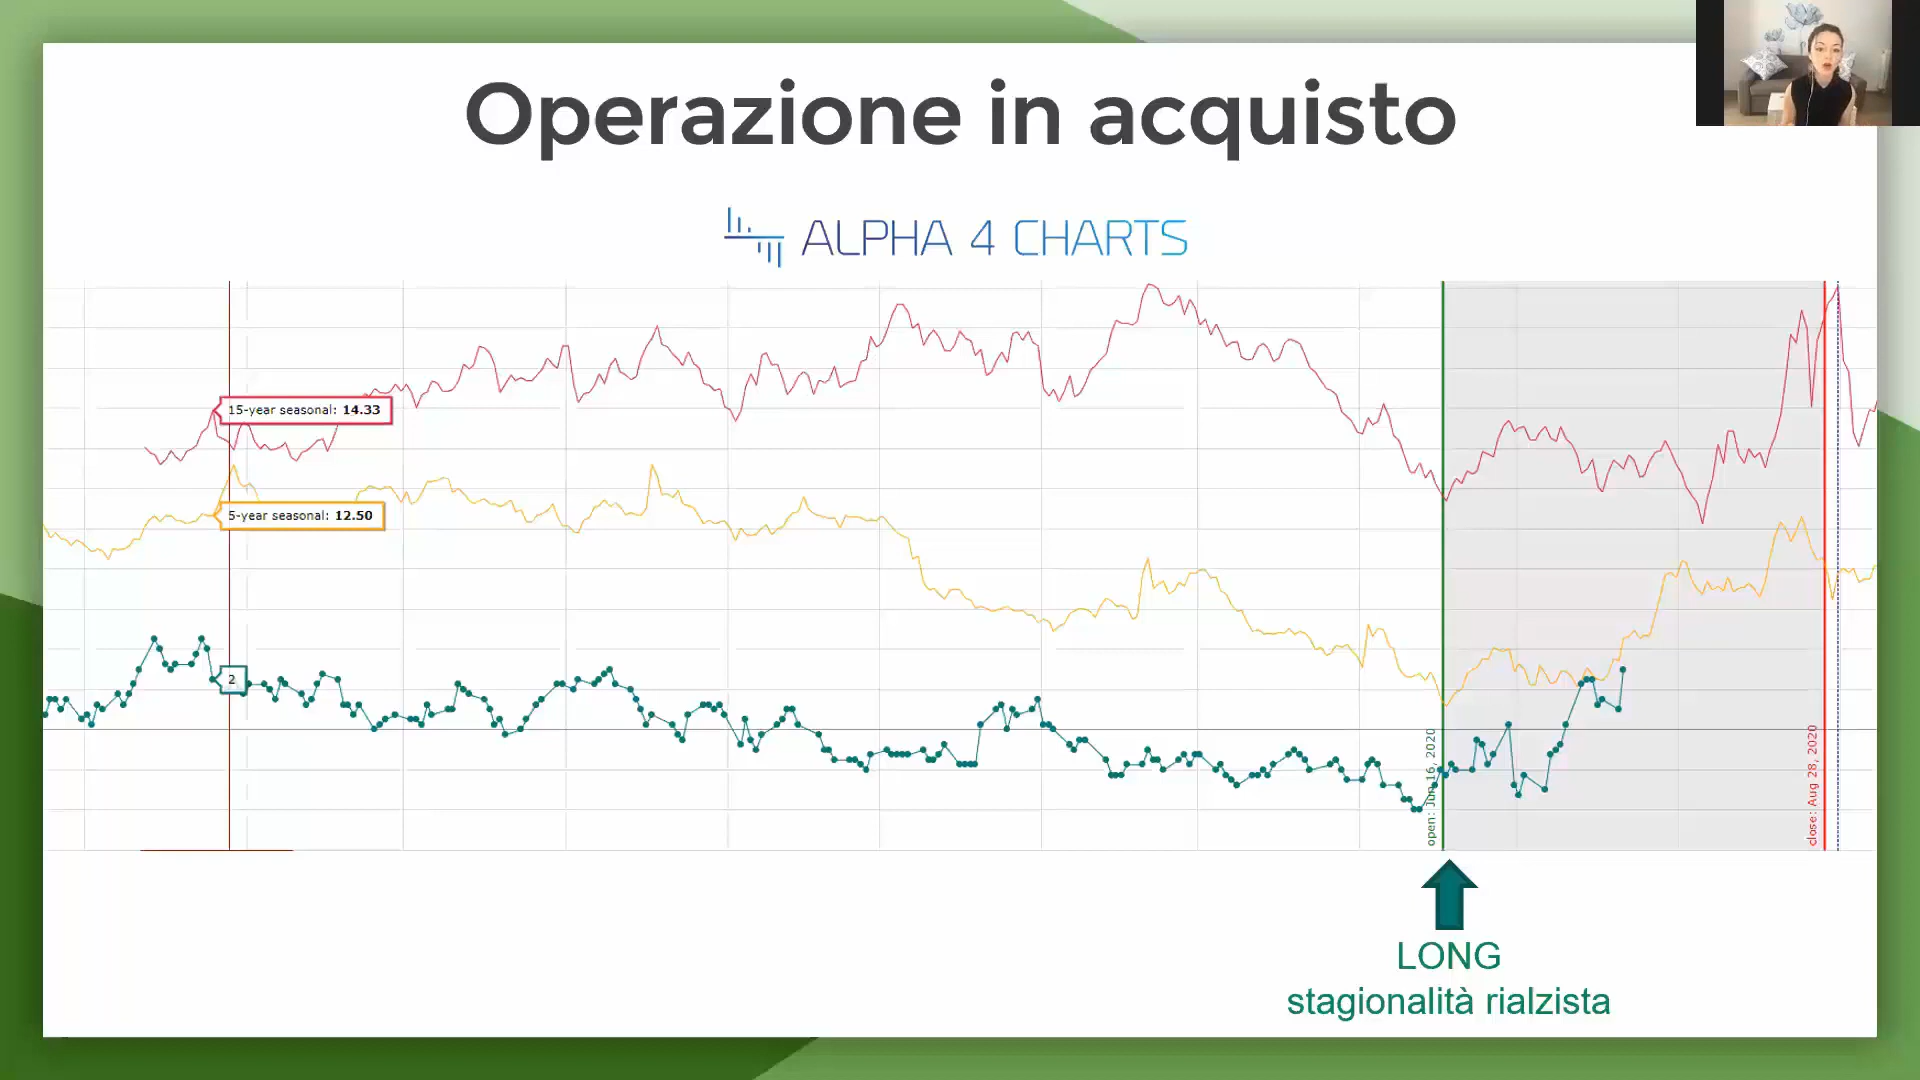 Operazione in acquisto
ALPHA 4 CHARTS
15-year seasonal: 14.33
5-year seasonal: 12.50
2
open: Jun 16, 2020
close: Aug 28, 2020
LONG
stagionalità rialzista